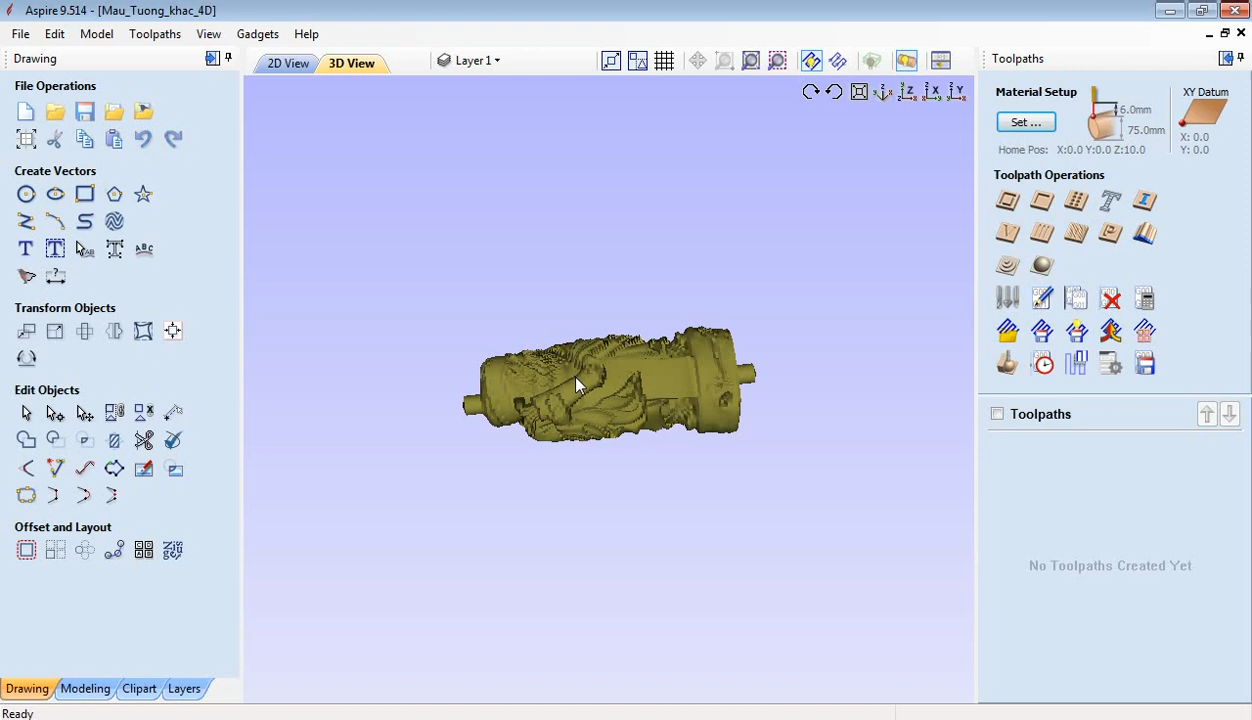 Aspire 9.514 - [Mau_Tuong_khac_4D]
File Edit Model Toolpaths View Gadgets Help
Drawing
2D View 3D View Layer 1
Toolpaths
File Operations
Material Setup
XY Datum
Set ...
6.0mm
75.0mm
X: 0.0
Y: 0.0
Home Pos: X:0.0 Y:0.0 Z:10.0
Create Vectors
Toolpath Operations
Transform Objects
Edit Objects
Toolpaths
Offset and Layout
No Toolpaths Created Yet
Drawing Modeling Clipart Layers
Ready